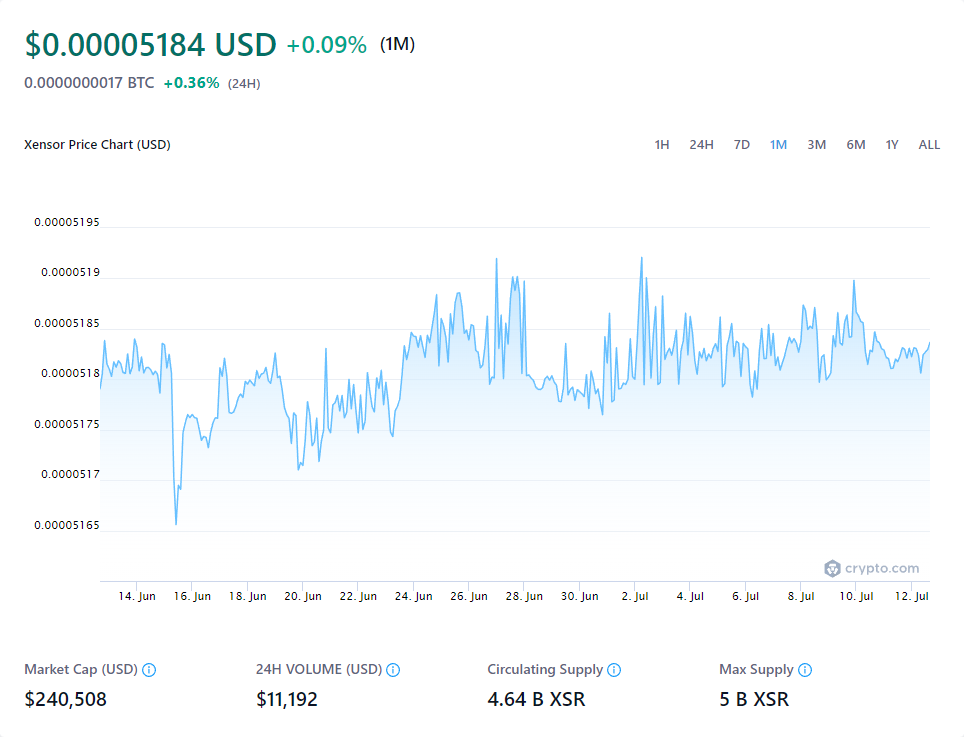 $0.00005184 USD +0.09% (1M)
0.0000000017 BTC +0.36% (24H)
Xensor Price Chart (USD) 1H 24H 7D 1M 3M 6M 1Y ALL
0.00005195
0.0000519
0.00005185
0.0000518
0.00005175
0.0000517
0.00005165
crypto.com
14. Jun 16. Jun 18. Jun 20. Jun 22. Jun 24. Jun 26. Jun 28. Jun 30. Jun 2. Jul 4. Jul 6. Jul 8. Jul 10. Jul 12. Jul
Market Cap (USD) 24H VOLUME (USD) Circulating Supply Max Supply
$240,508 $11,192 4.64 B XSR 5 B XSR